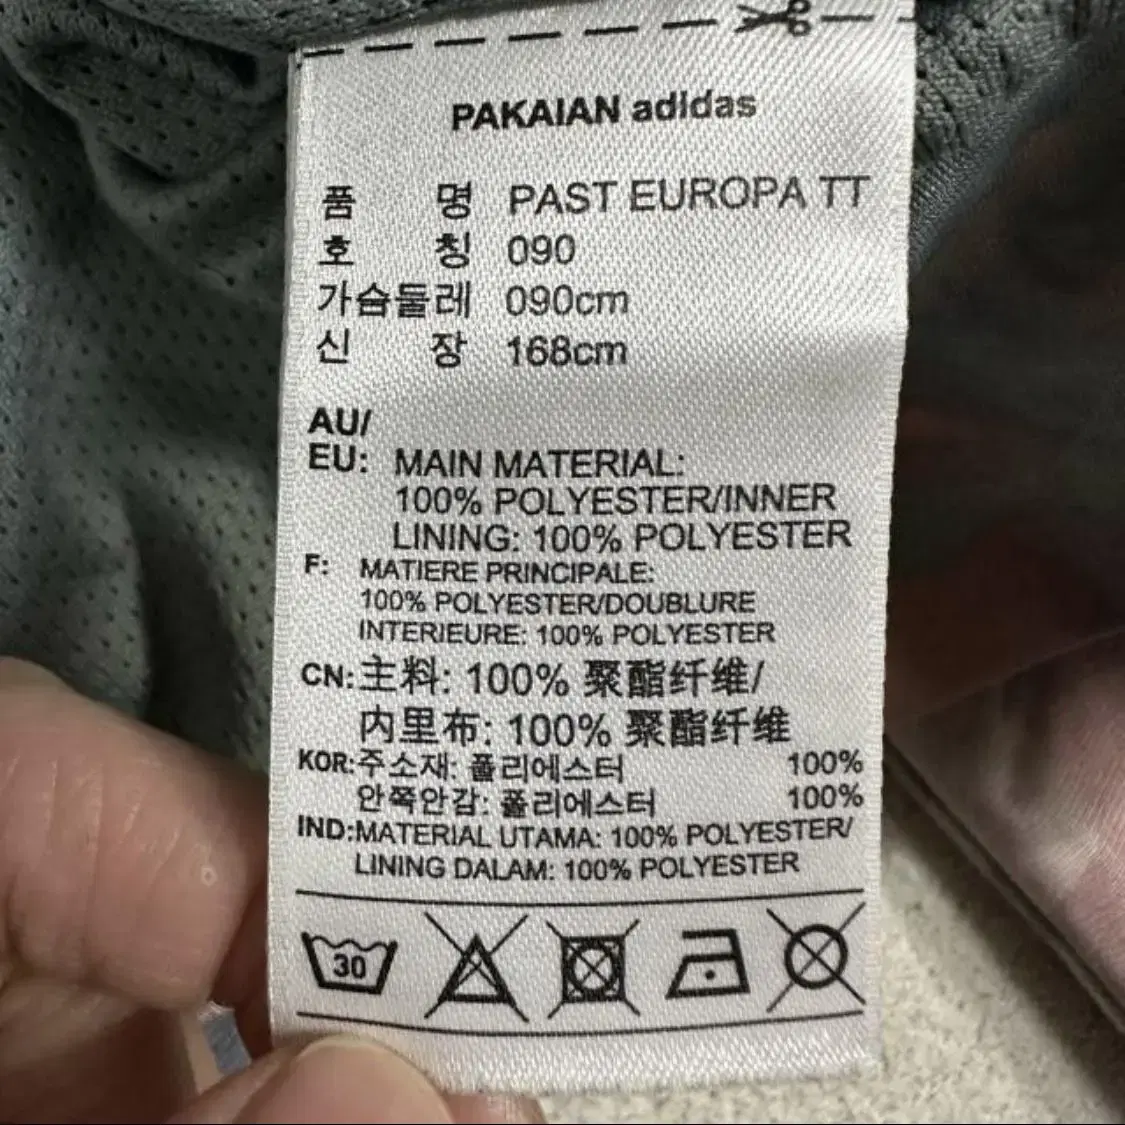 PAKAIAN adidas
품 명 PAST EUROPA TT
호 칭 090
가슴둘레 090cm
신 장 168cm
AU/
EU: MAIN MATERIAL:
100% POLYESTER/INNER
LINING: 100% POLYESTER
F: MATIERE PRINCIPALE:
100% POLYESTER/DOUBLURE
INTERIEURE: 100% POLYESTER
CN:主料: 100% 聚酯纤维/
内里布: 100% 聚酯纤维
KOR:주소재: 폴리에스터 100%
안쪽안감: 폴리에스터 100%
IND:MATERIAL UTAMA: 100% POLYESTER/
LINING DALAM: 100% POLYESTER
30